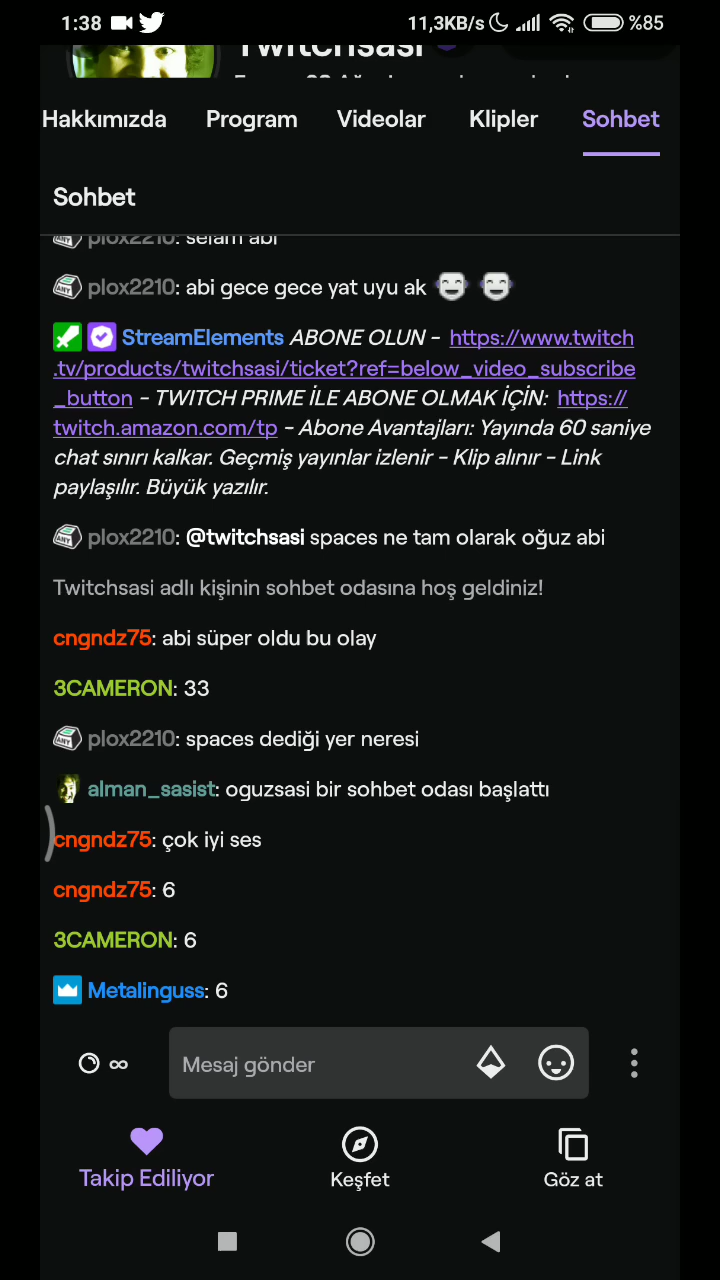 1:38
11,3KB/s
%85
Twitchsasi
Hakkımızda Program Videolar Klipler Sohbet
Sohbet
plox2210: selam abi
plox2210: abi gece gece yat uyu ak
StreamElements ABONE OLUN - https://www.twitch
.tv/products/twitchsasi/ticket?ref=below_video_subscribe
_button - TWITCH PRIME İLE ABONE OLMAK İÇİN: https://
twitch.amazon.com/tp - Abone Avantajları: Yayında 60 saniye
chat sınırı kalkar. Geçmiş yayınlar izlenir - Klip alınır - Link
paylaşılır. Büyük yazılır.
plox2210: @twitchsasi spaces ne tam olarak oğuz abi
Twitchsasi adlı kişinin sohbet odasına hoş geldiniz!
cngndz75: abi süper oldu bu olay
3CAMERON: 33
plox2210: spaces dediği yer neresi
alman_sasist: oguzsasi bir sohbet odası başlattı
cngndz75: çok iyi ses
cngndz75: 6
3CAMERON: 6
Metalinguss: 6
∞ Mesaj gönder
Takip Ediliyor Keşfet Göz at